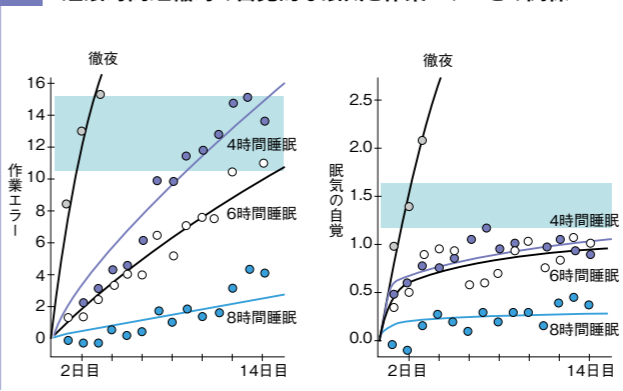 徹夜
16
14
12
10
8
6
4
2
0
作業エラー
4時間睡眠
6時間睡眠
8時間睡眠
2日目
14日目
徹夜
2.5
2.0
1.5
1.0
0.5
0.0
眠気の自覚
4時間睡眠
6時間睡眠
8時間睡眠
2日目
14日目